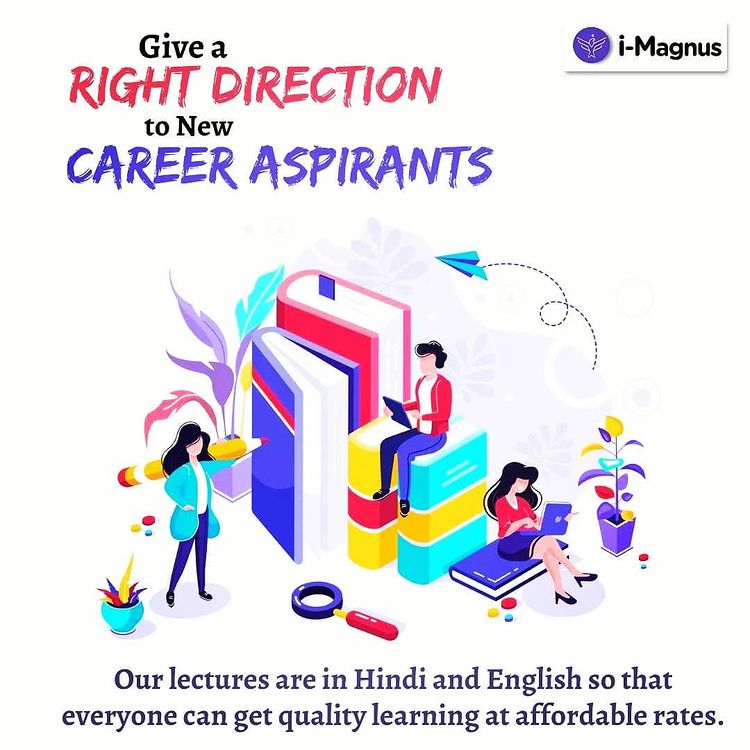 Give a
RIGHT DIRECTION
to New
CAREER ASPIRANTS
i-Magnus
Our lectures are in Hindi and English so that
everyone can get quality learning at affordable rates.